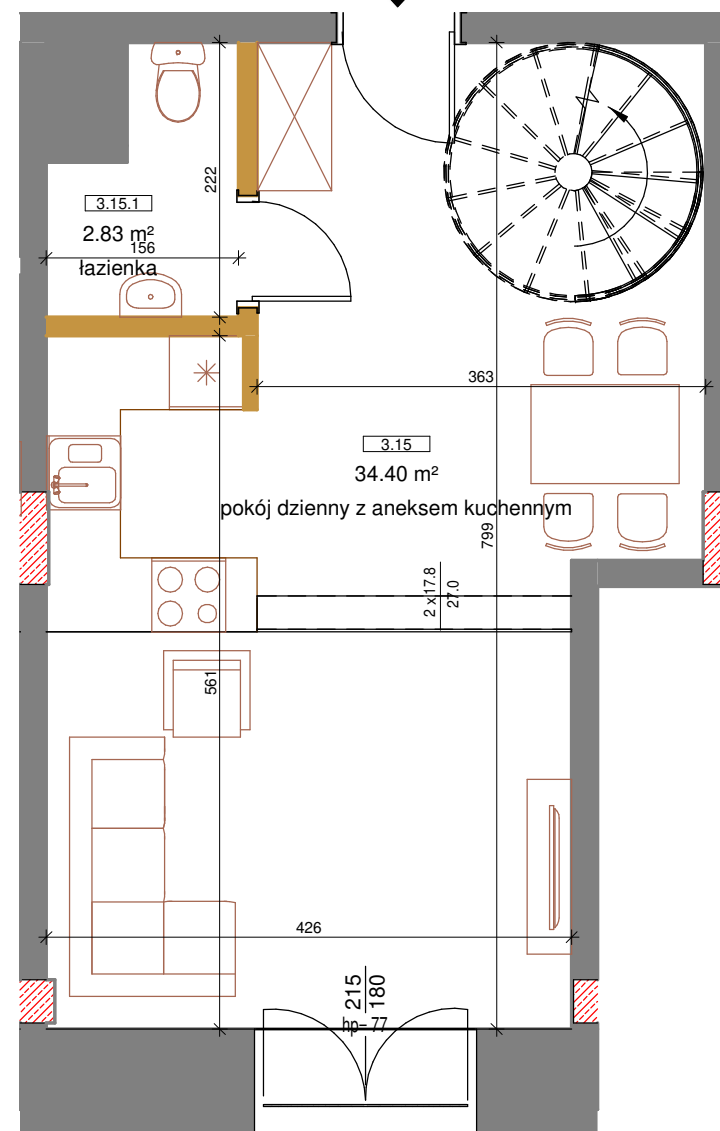 222
3.15.1
2.83 m²
156
łazienka
363
3.15
34.40 m²
pokój dzienny z aneksem kuchennym
799
2 x17.8
27.0
561
426
215
180
hp- 77